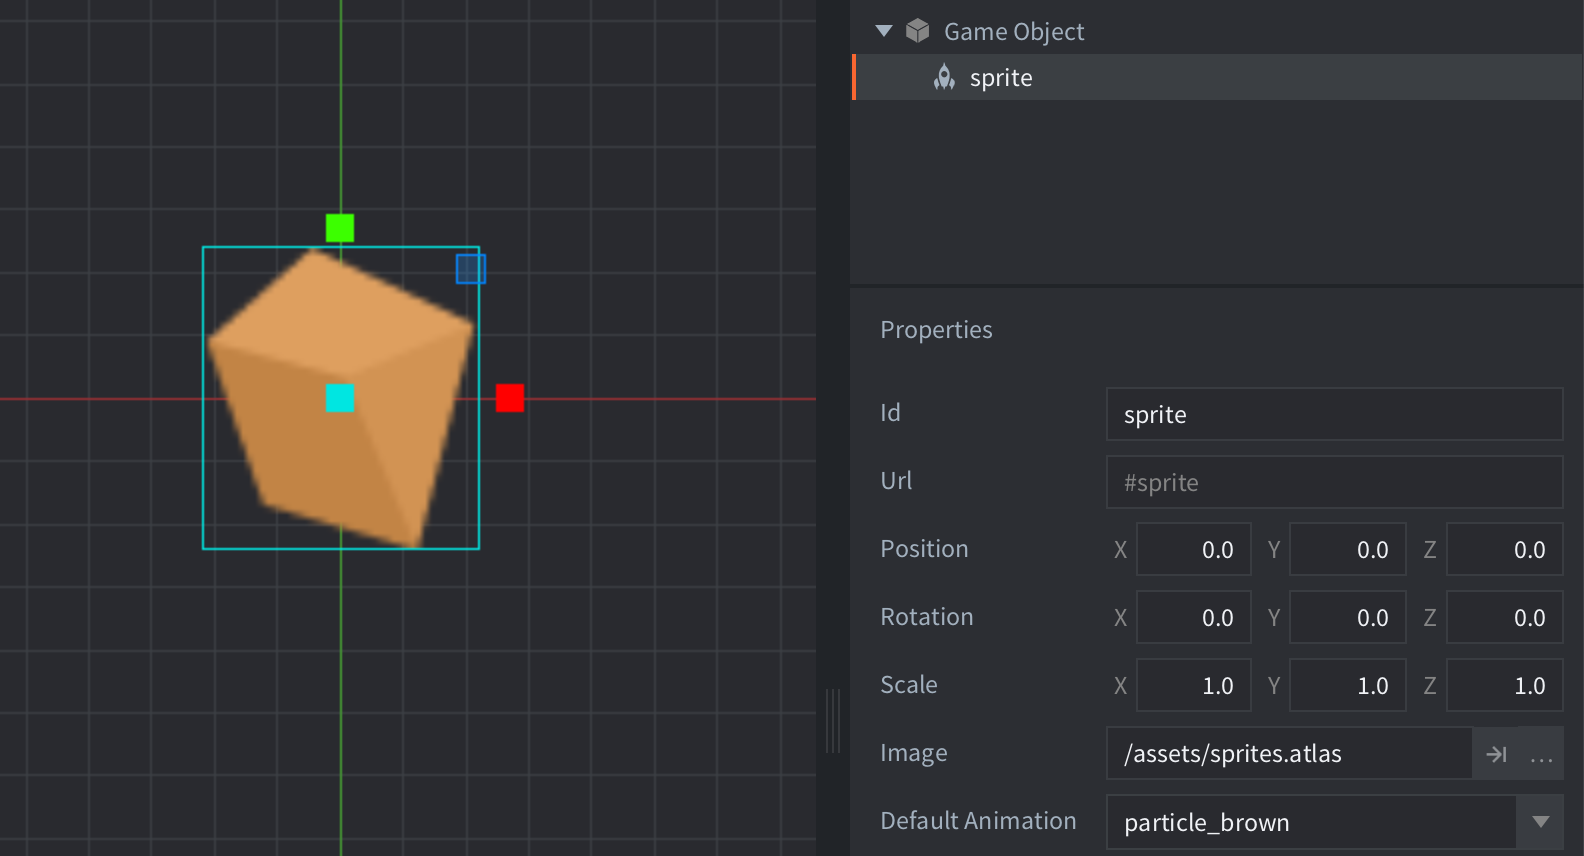 Game Object
sprite
Properties
Id sprite
Url #sprite
Position X 0.0 Y 0.0 Z 0.0
Rotation X 0.0 Y 0.0 Z 0.0
Scale X 1.0 Y 1.0 Z 1.0
Image /assets/sprites.atlas ...
Default Animation particle_brown